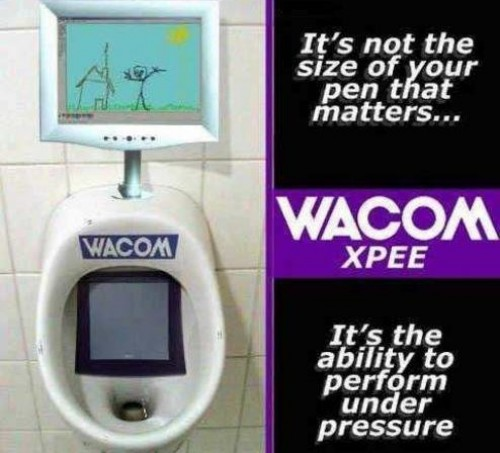 It's not the
size of your
pen that
matters...
WACOM
WACOM
XPEE
It's the
ability to
perform
under
pressure